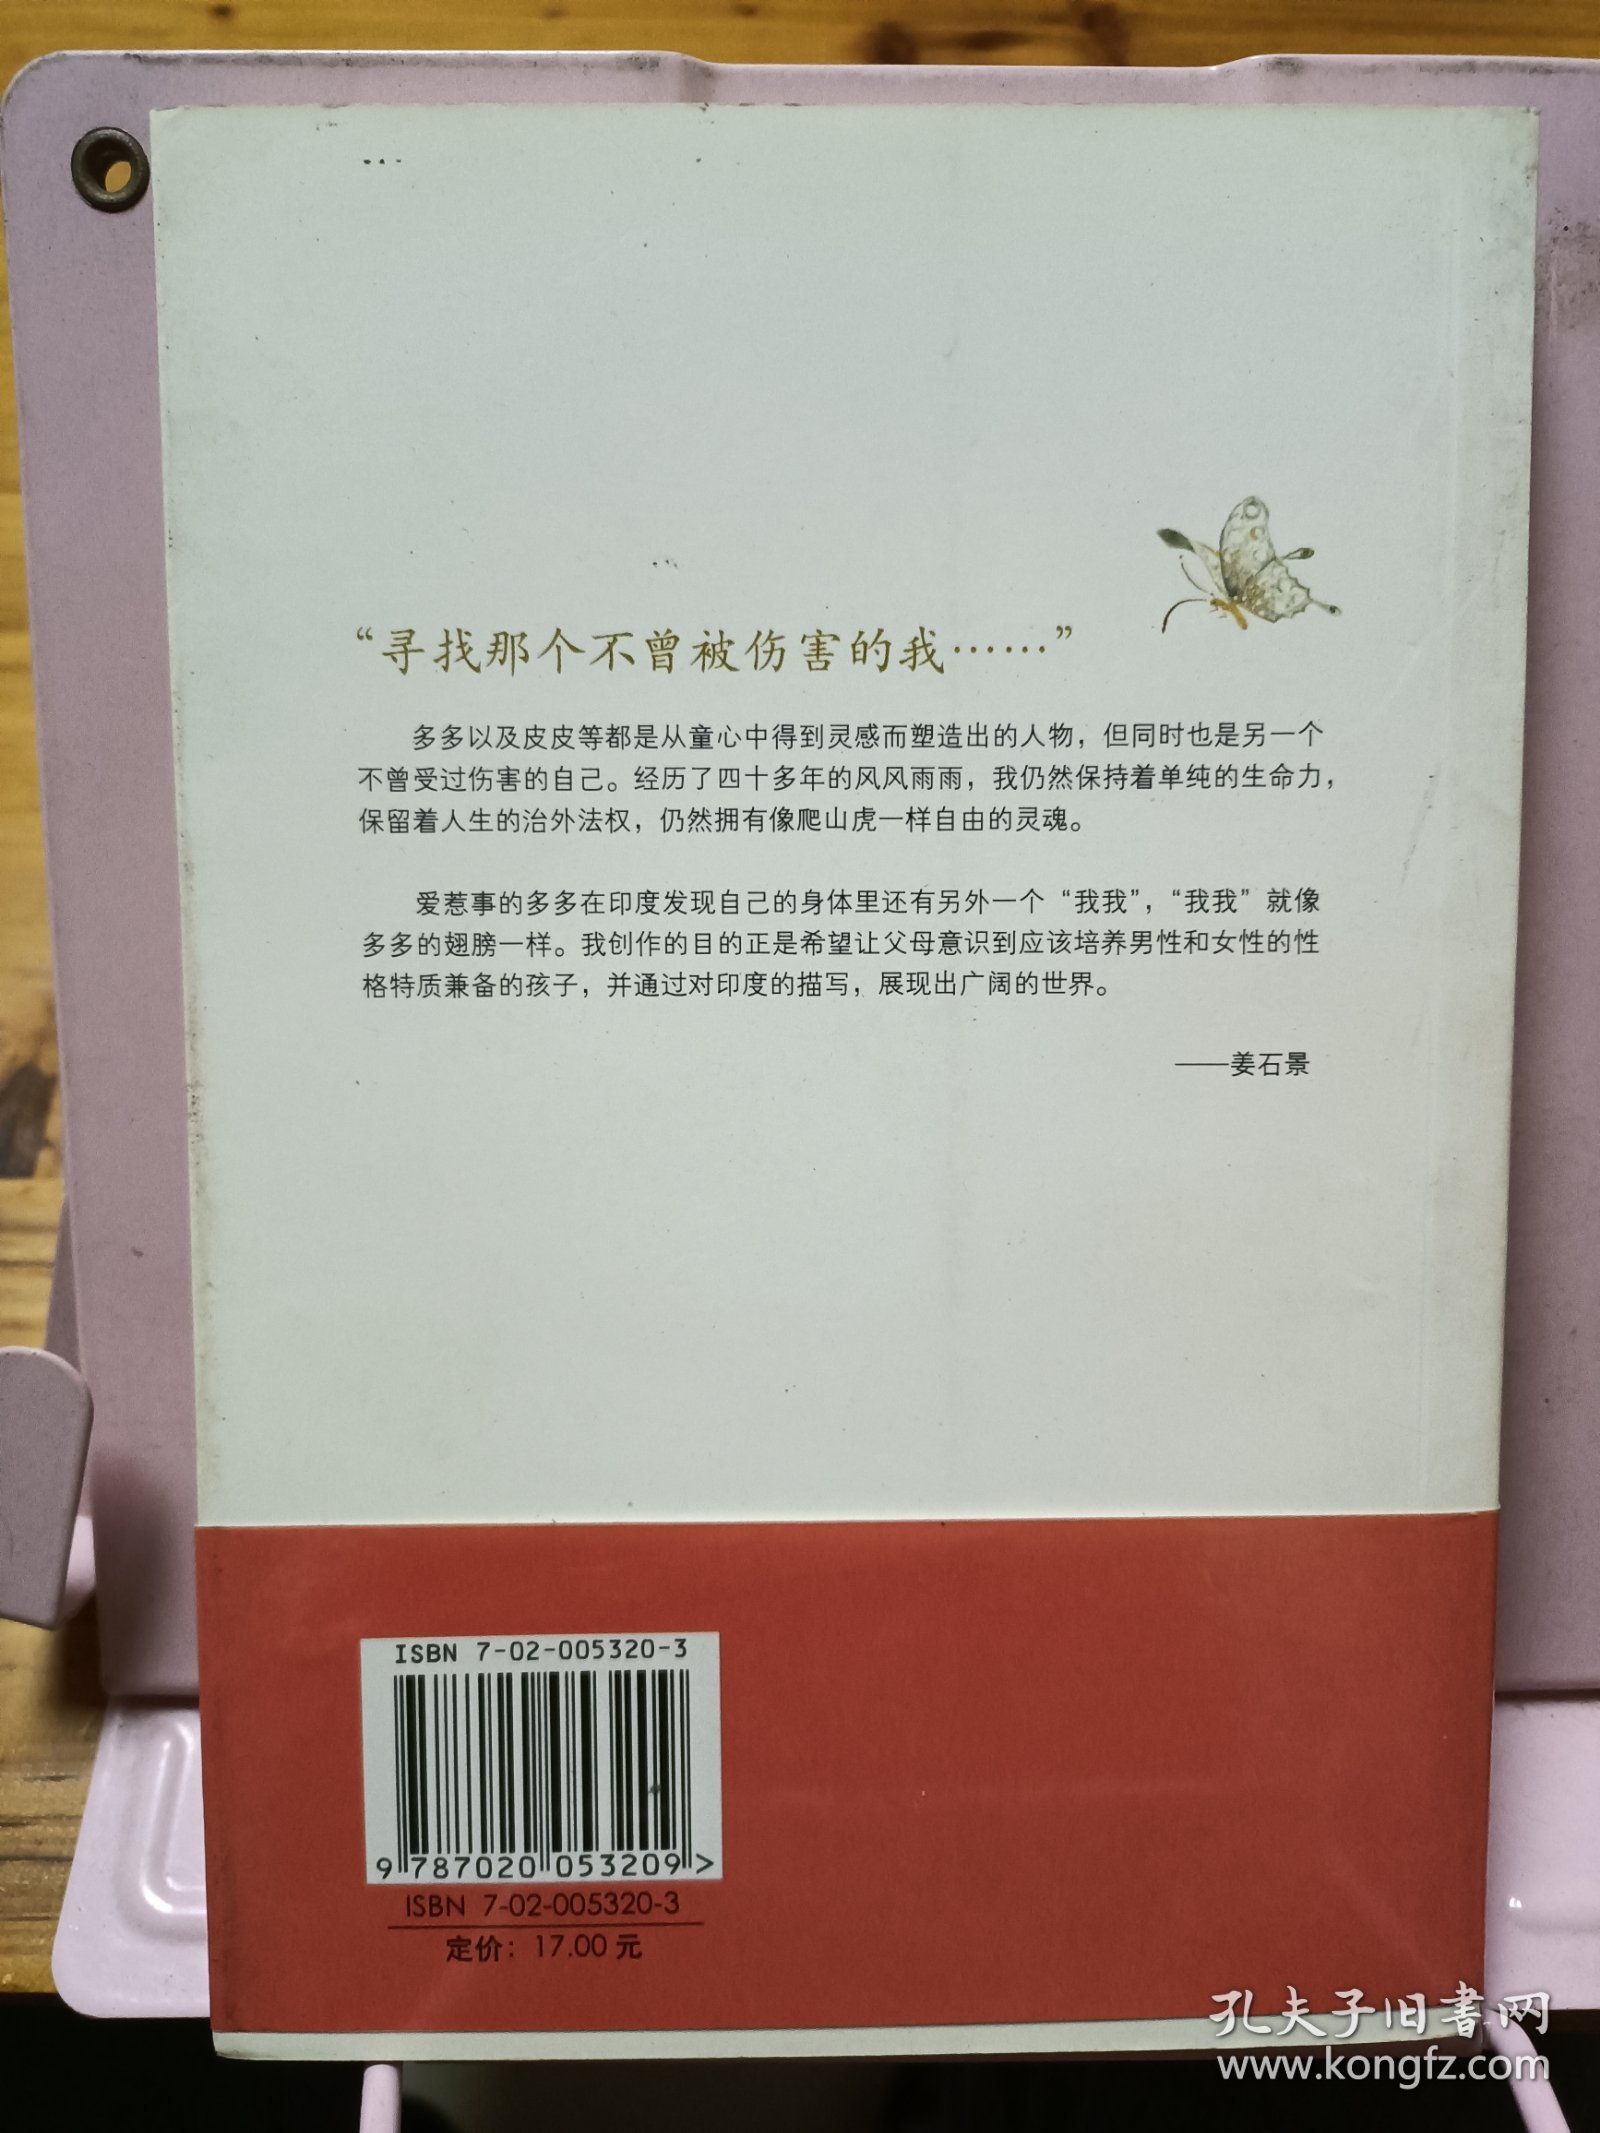 “寻找那个不曾被伤害的我……”
多多以及皮皮等都是从童心中得到灵感而塑造出的人物，但同时也是另一个
不曾受过伤害的自己。经历了四十多年的风风雨雨，我仍然保持着单纯的生命力，
保留着人生的治外法权，仍然拥有像爬山虎一样自由的灵魂。
爱惹事的多多在印度发现自己的身体里还有另外一个“我我”，“我我”就像
多多的翅膀一样。我创作的目的正是希望让父母意识到应该培养男性和女性的性
格特质兼备的孩子，并通过对印度的描写，展现出广阔的世界。
——姜石景
ISBN 7-02-005320-3
9 787020 053209 >
ISBN 7-02-005320-3
定价：17.00 元
孔夫子旧书网
www.kongfz.com